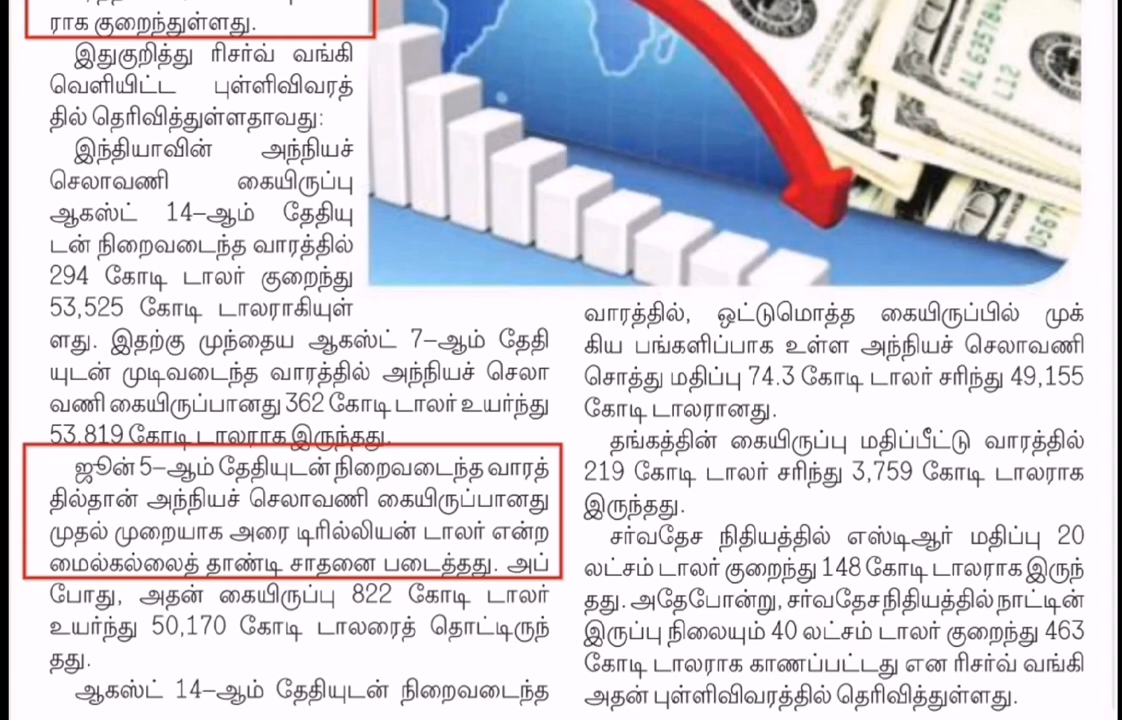 ராக குறைந்துள்ளது.
இதுகுறித்து ரிசர்வ் வங்கி
வெளியிட்ட புள்ளிவிவரத்
தில் தெரிவித்துள்ளதாவது:
இந்தியாவின் அந்நியச்
செலாவணி கையிருப்பு
ஆகஸ்ட் 14-ஆம் தேதியு
டன் நிறைவடைந்த வாரத்தில்
294 கோடி டாலர் குறைந்து
53,525 கோடி டாலராகியுள்
ளது. இதற்கு முந்தைய ஆகஸ்ட் 7-ஆம் தேதி
யுடன் முடிவடைந்த வாரத்தில் அந்நியச் செலா
வணி கையிருப்பானது 362 கோடி டாலர் உயர்ந்து
53,819 கோடி டாலராக இருந்தது.
ஜூன் 5-ஆம் தேதியுடன் நிறைவடைந்த வாரத்
தில்தான் அந்நியச் செலாவணி கையிருப்பானது
முதல் முறையாக அரை டிரில்லியன் டாலர் என்ற
மைல்கல்லைத் தாண்டி சாதனை படைத்தது. அப்
போது, அதன் கையிருப்பு 822 கோடி டாலர்
உயர்ந்து 50,170 கோடி டாலரைத் தொட்டிருந்
தது.
ஆகஸ்ட் 14-ஆம் தேதியுடன் நிறைவடைந்த
வாரத்தில், ஒட்டுமொத்த கையிருப்பில் முக்
கிய பங்களிப்பாக உள்ள அந்நியச் செலாவணி
சொத்து மதிப்பு 74.3 கோடி டாலர் சரிந்து 49,155
கோடி டாலரானது.
தங்கத்தின் கையிருப்பு மதிப்பீட்டு வாரத்தில்
219 கோடி டாலர் சரிந்து 3,759 கோடி டாலராக
இருந்தது.
சர்வதேச நிதியத்தில் எஸ்டிஆர் மதிப்பு 20
லட்சம் டாலர் குறைந்து 148 கோடி டாலராக இருந்
தது. அதேபோன்று, சர்வதேச நிதியத்தில் நாட்டின்
இருப்பு நிலையும் 40 லட்சம் டாலர் குறைந்து 463
கோடி டாலராக காணப்பட்டது என ரிசர்வ் வங்கி
அதன் புள்ளிவிவரத்தில் தெரிவித்துள்ளது.